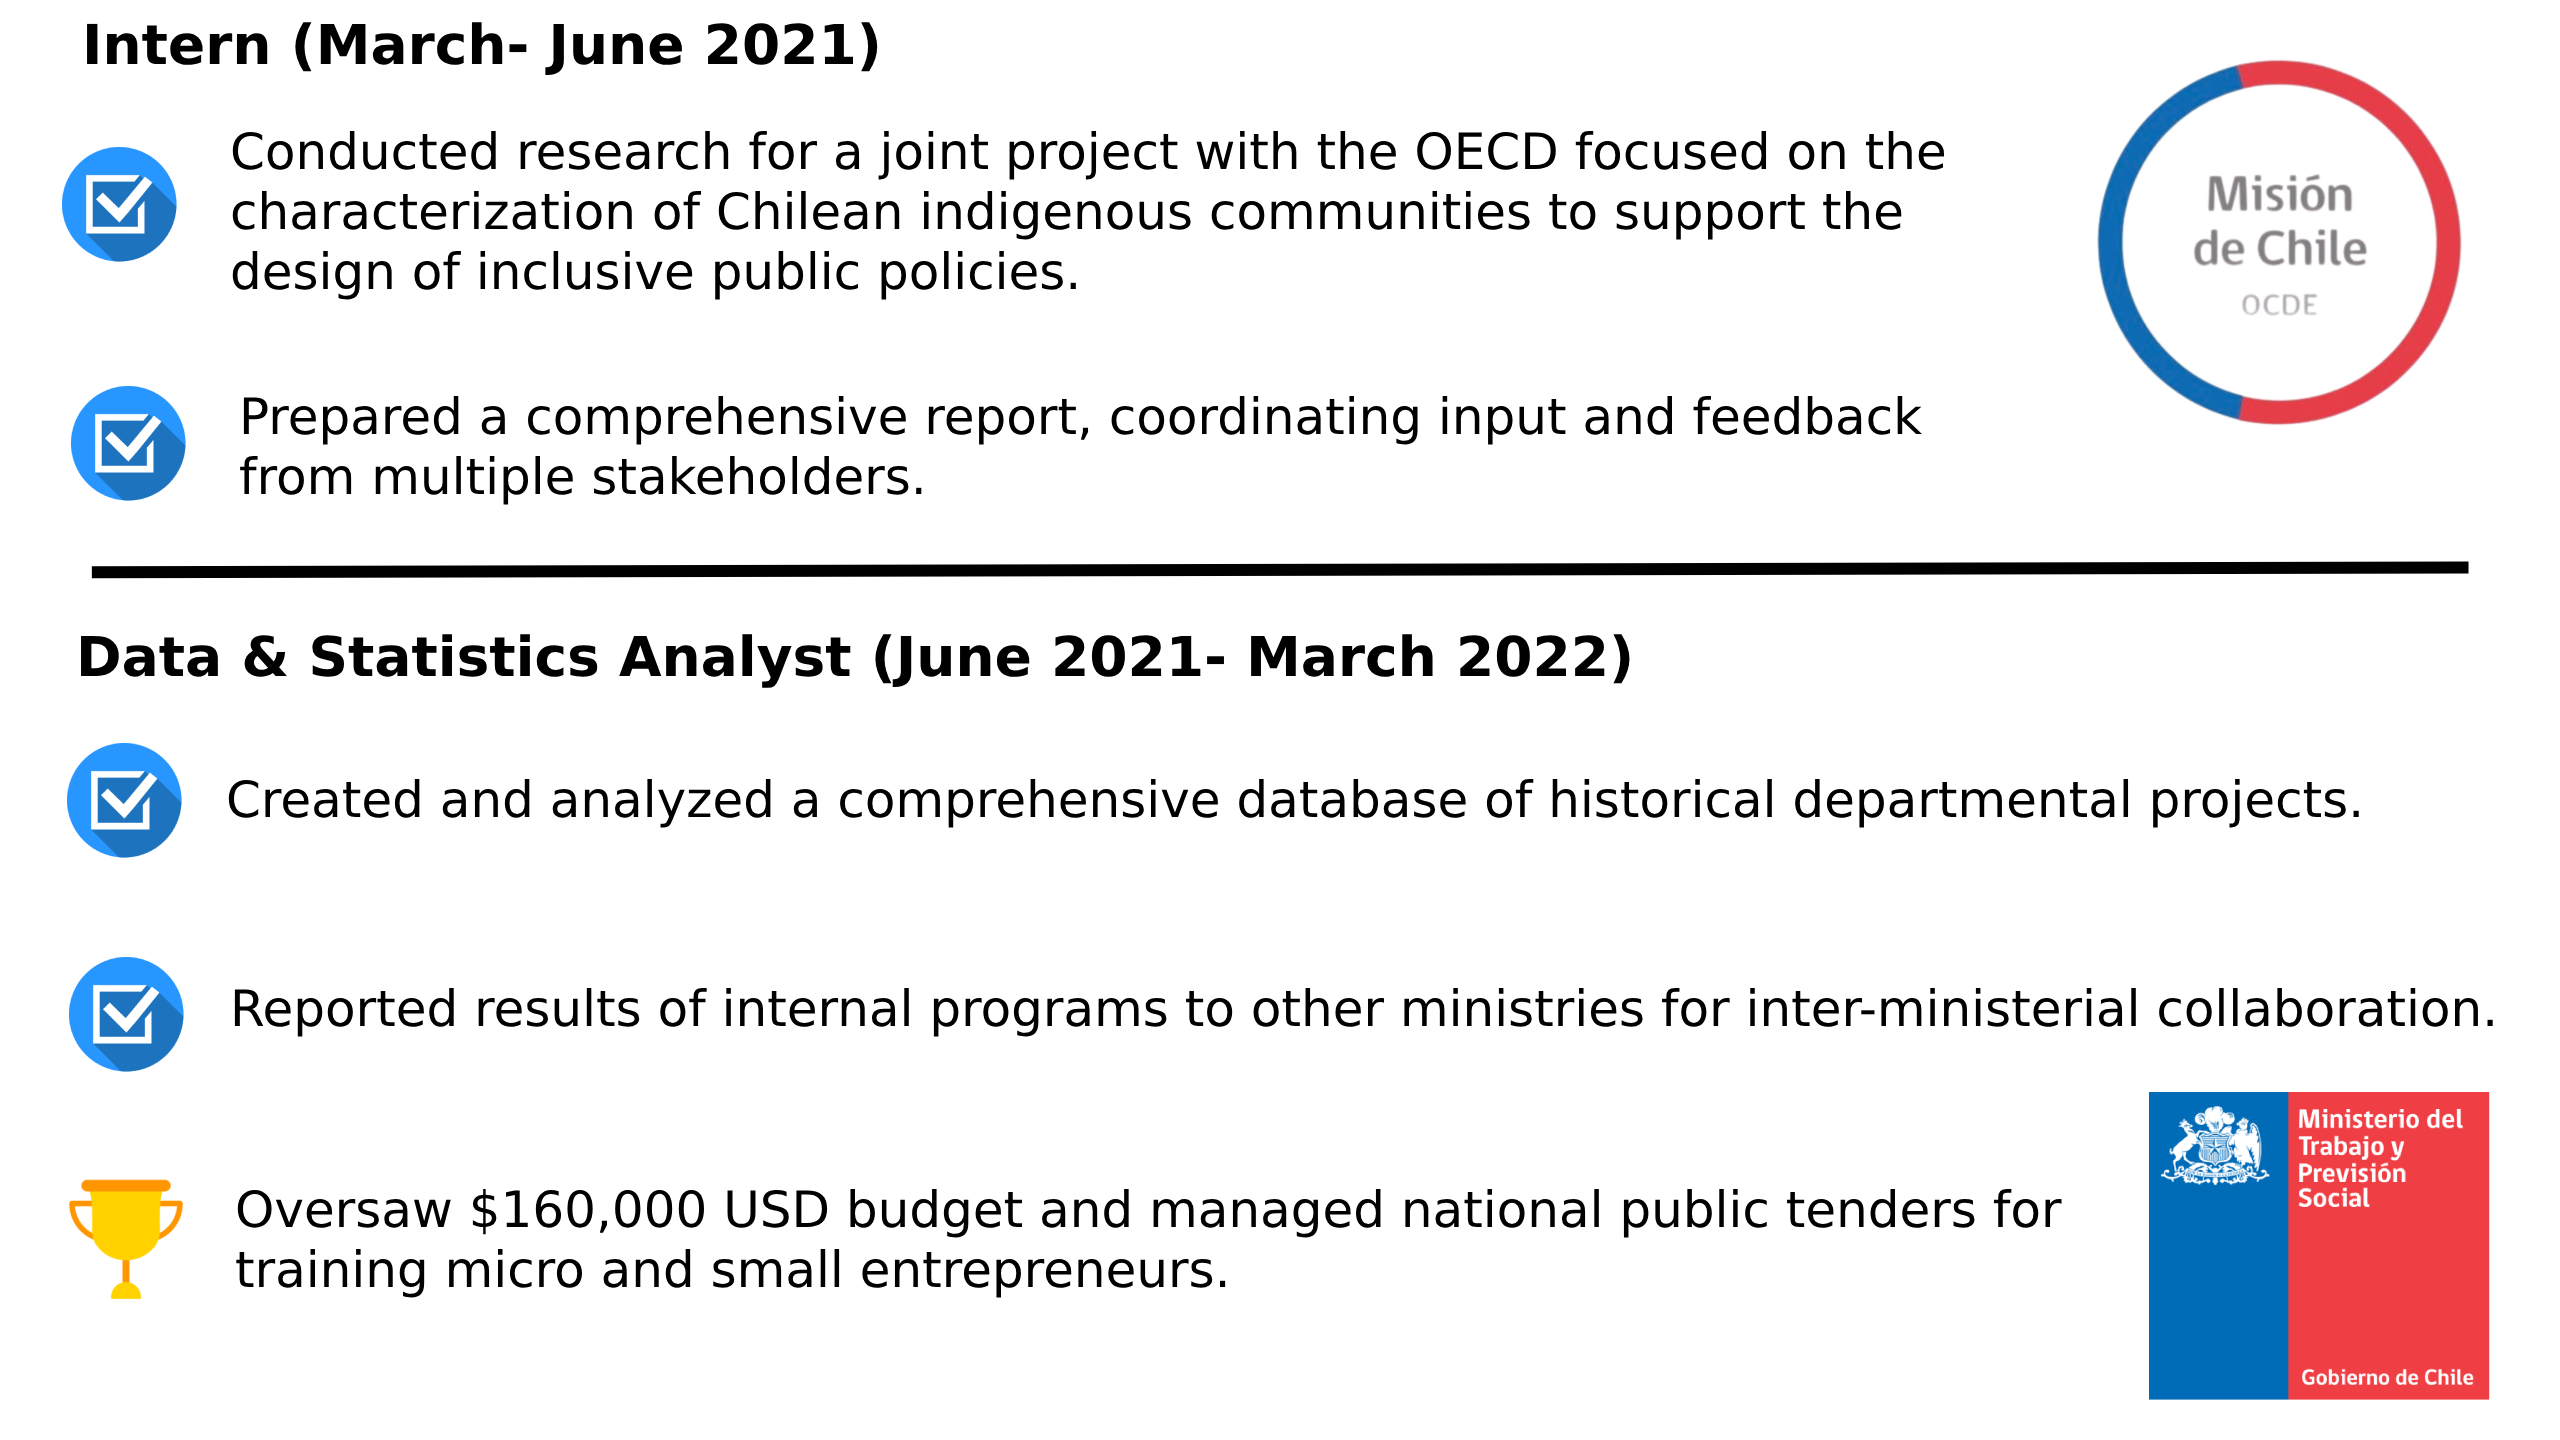 Intern (March- June 2021)
Conducted research for a joint project with the OECD focused on the
characterization of Chilean indigenous communities to support the
design of inclusive public policies.
Misión
de Chile
OCDE
Prepared a comprehensive report, coordinating input and feedback
from multiple stakeholders.
Data & Statistics Analyst (June 2021- March 2022)
Created and analyzed a comprehensive database of historical departmental projects.
Reported results of internal programs to other ministries for inter-ministerial collaboration.
Oversaw $160,000 USD budget and managed national public tenders for
training micro and small entrepreneurs.
Ministerio del
Trabajo y
Previsión
Social
Gobierno de Chile